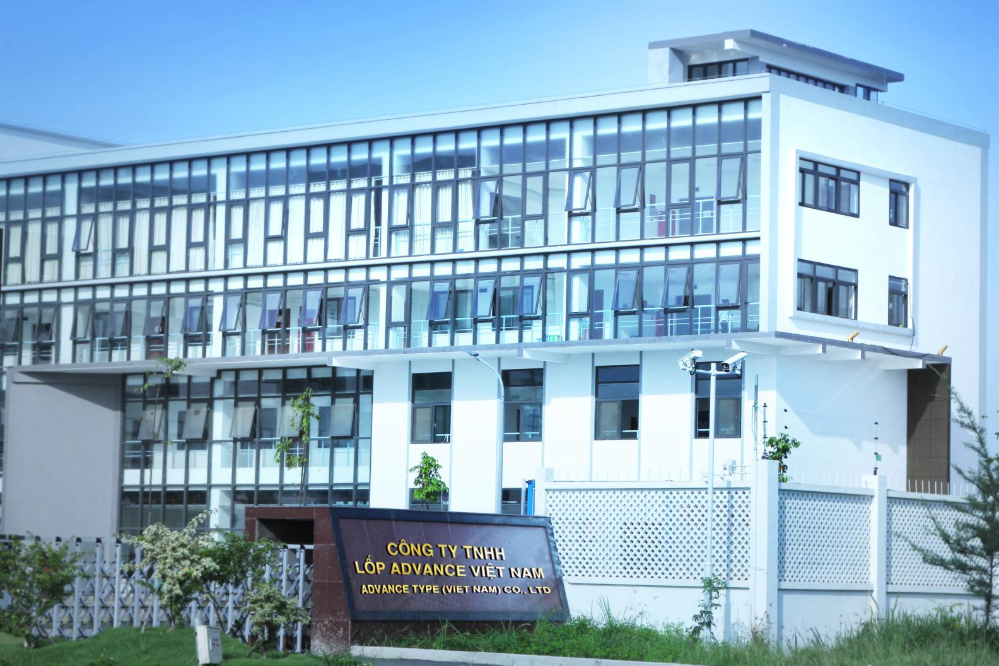 CÔNG TY TNHH
LỐP ADVANCE VIỆT NAM
ADVANCE TYPE (VIET NAM) CO., LTD